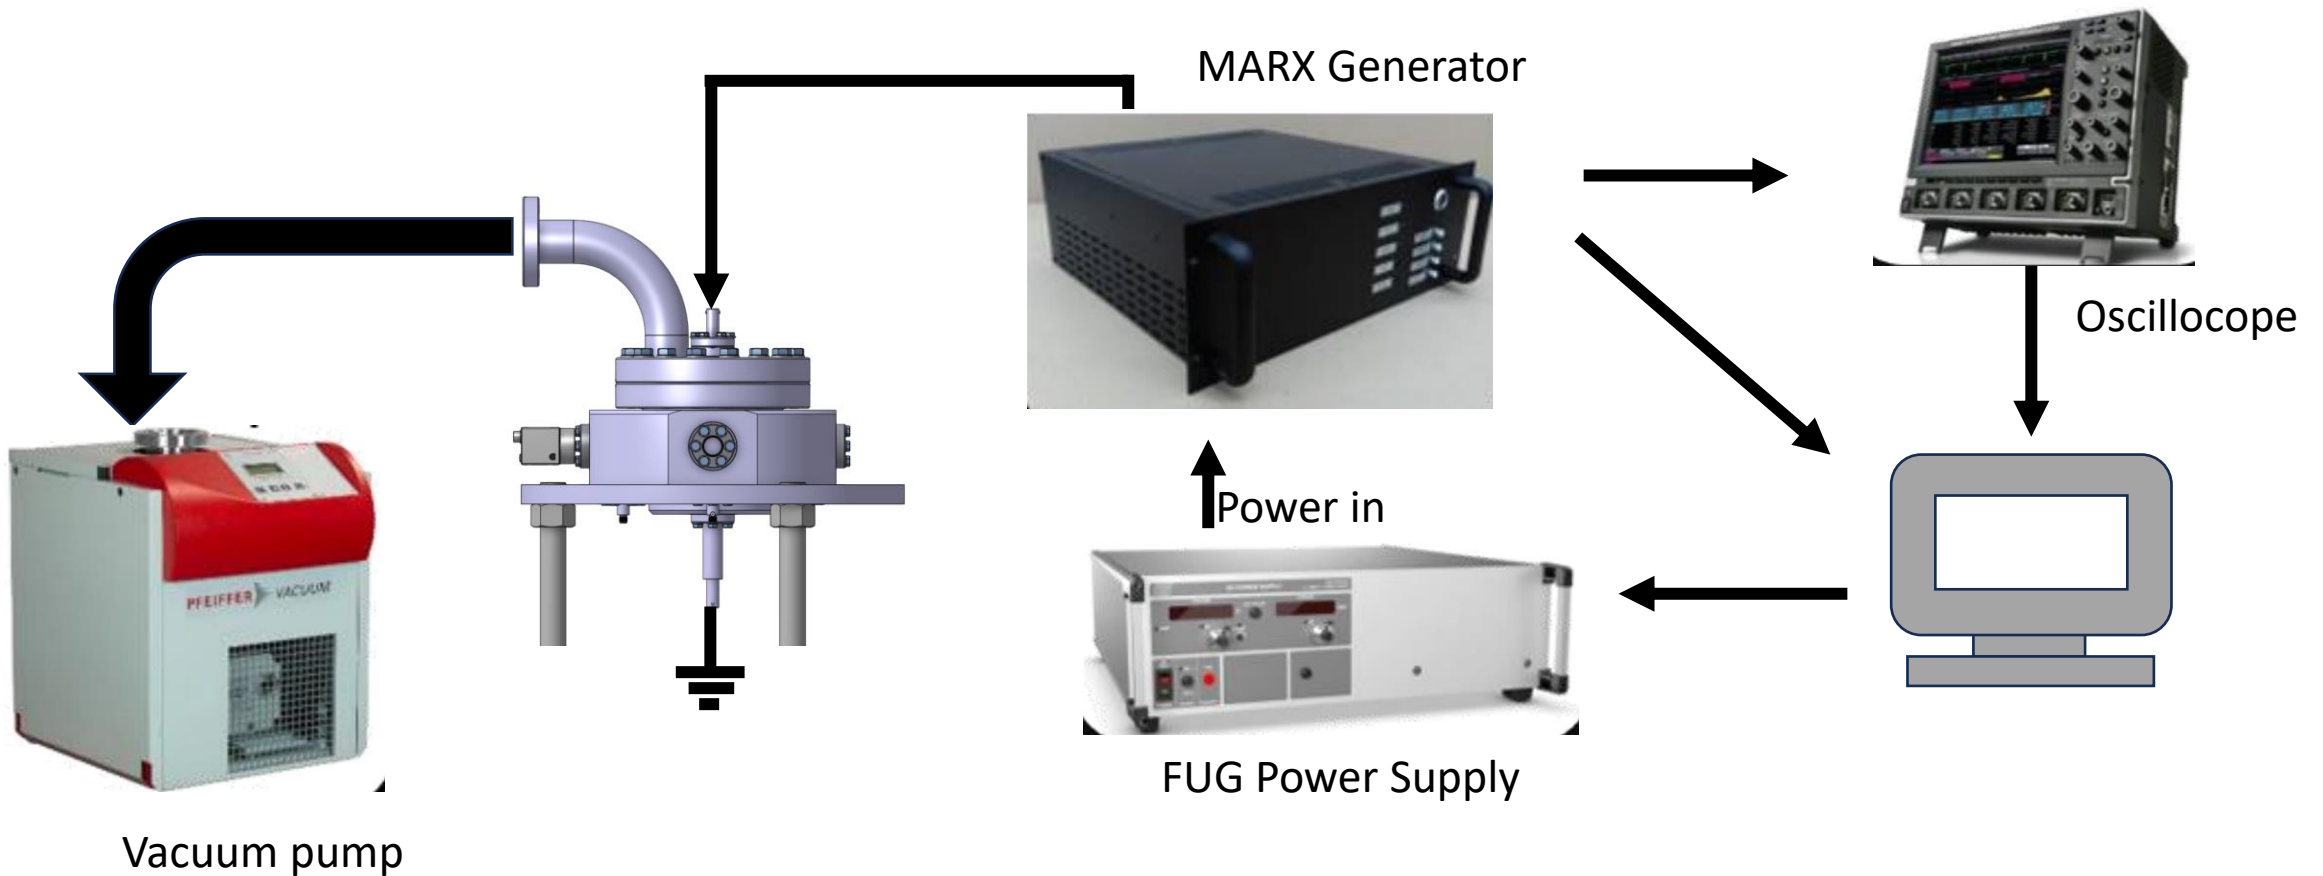 MARX Generator
Oscillocope
Power in
PFEIFFER VACUUM
FUG Power Supply
Vacuum pump